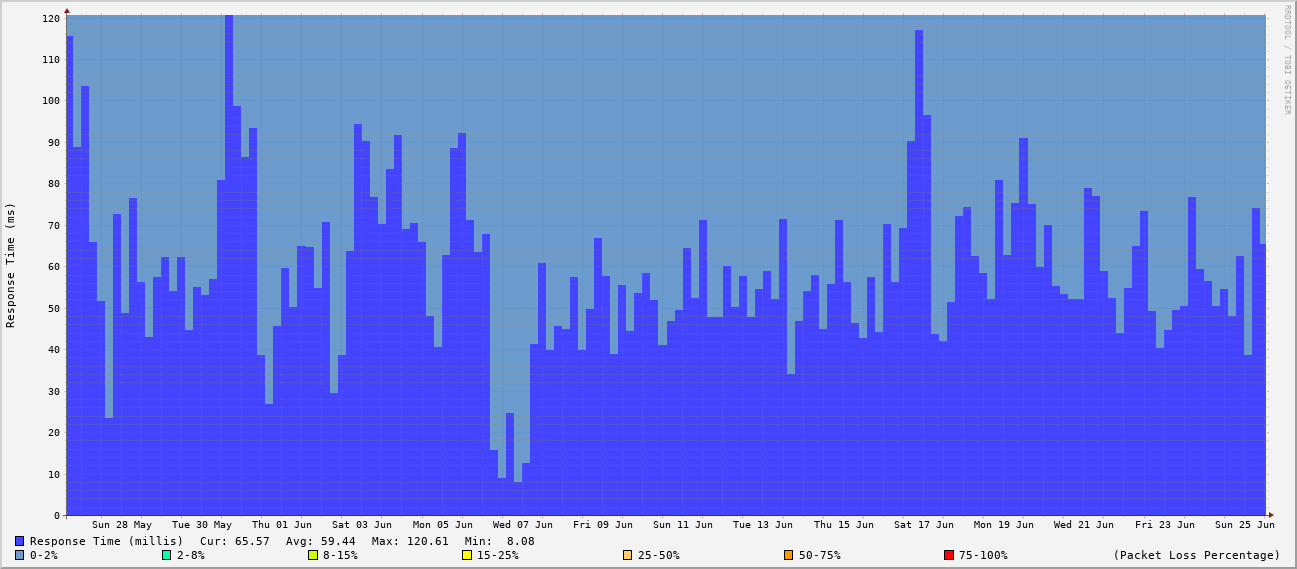 RRDTOOL / TOBI OETIKER
Response Time (ms)
120
110
100
90
80
70
60
50
40
30
20
10
0
Sun 28 May Tue 30 May Thu 01 Jun Sat 03 Jun Mon 05 Jun Wed 07 Jun Fri 09 Jun Sun 11 Jun Tue 13 Jun Thu 15 Jun Sat 17 Jun Mon 19 Jun Wed 21 Jun Fri 23 Jun Sun 25 Jun
Response Time (millis) Cur: 65.57 Avg: 59.44 Max: 120.61 Min: 8.08
0-2% 2-8% 8-15% 15-25% 25-50% 50-75% 75-100% (Packet Loss Percentage)